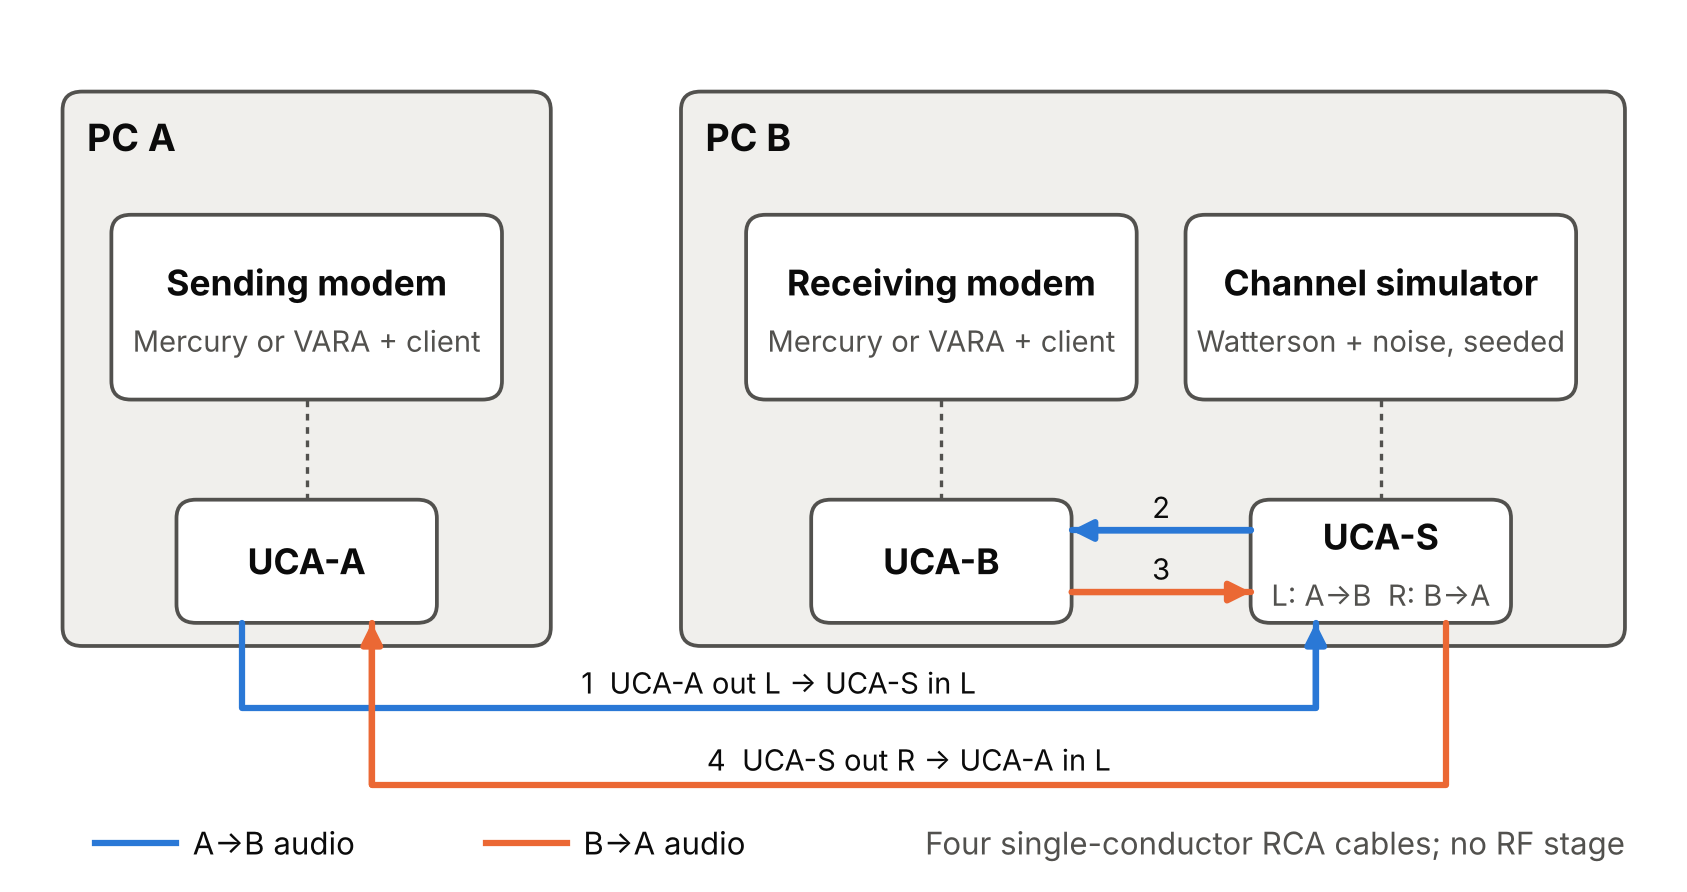 PC A
PC B
Sending modem
Mercury or VARA + client
Receiving modem
Mercury or VARA + client
Channel simulator
Watterson + noise, seeded
UCA-A
UCA-B
2
3
UCA-S
L: A→B R: B→A
1 UCA-A out L → UCA-S in L
4 UCA-S out R → UCA-A in L
A→B audio
B→A audio
Four single-conductor RCA cables; no RF stage